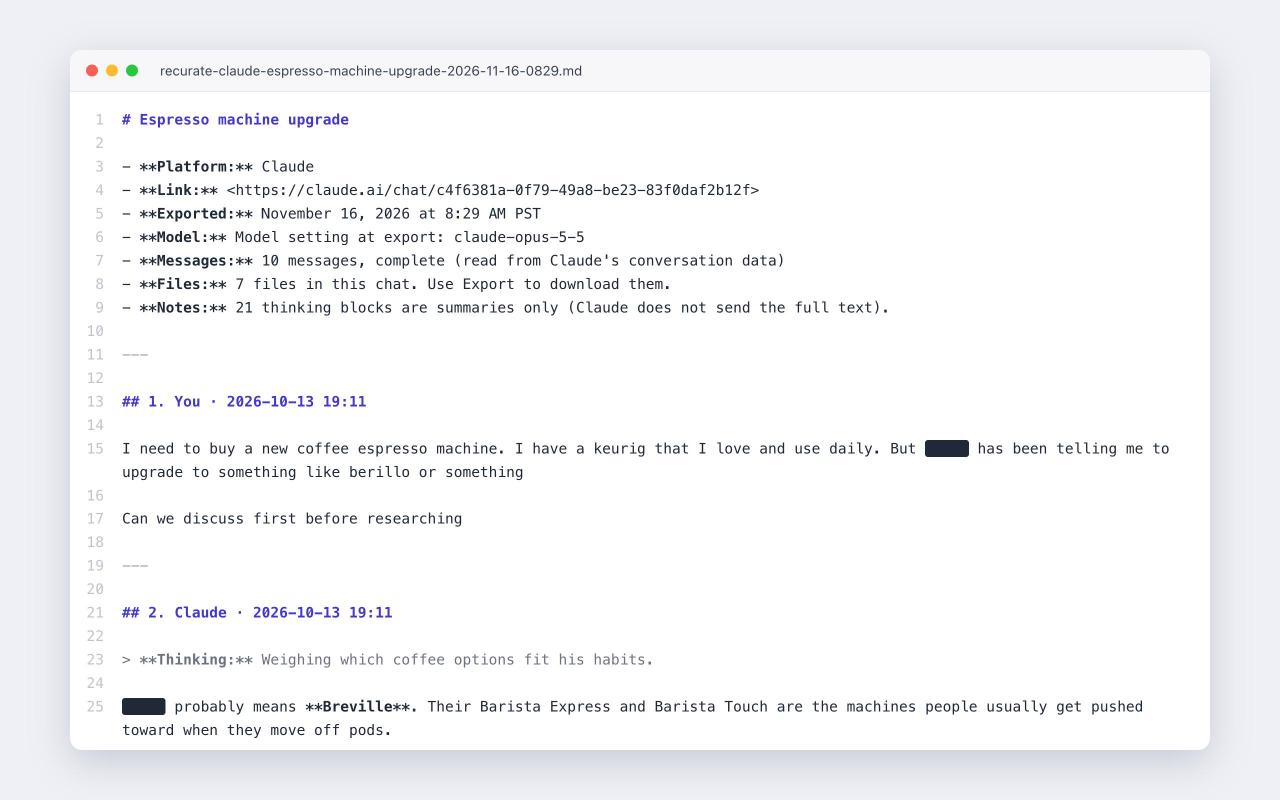 recurate-claude-espresso-machine-upgrade-2026-11-16-0829.md
1 # Espresso machine upgrade
2
3 – **Platform:** Claude
4 – **Link:** <https://claude.ai/chat/c4f6381a-0f79-49a8-be23-83f0daf2b12f>
5 – **Exported:** November 16, 2026 at 8:29 AM PST
6 – **Model:** Model setting at export: claude-opus-5-5
7 – **Messages:** 10 messages, complete (read from Claude's conversation data)
8 – **Files:** 7 files in this chat. Use Export to download them.
9 – **Notes:** 21 thinking blocks are summaries only (Claude does not send the full text).
10
11 ---
12
13 ## 1. You · 2026-10-13 19:11
14
15 I need to buy a new coffee espresso machine. I have a keurig that I love and use daily. But has been telling me to
upgrade to something like berillo or something
16
17 Can we discuss first before researching
18
19 ---
20
21 ## 2. Claude · 2026-10-13 19:11
22
23 > **Thinking:** Weighing which coffee options fit his habits.
24
25 probably means **Breville**. Their Barista Express and Barista Touch are the machines people usually get pushed
toward when they move off pods.